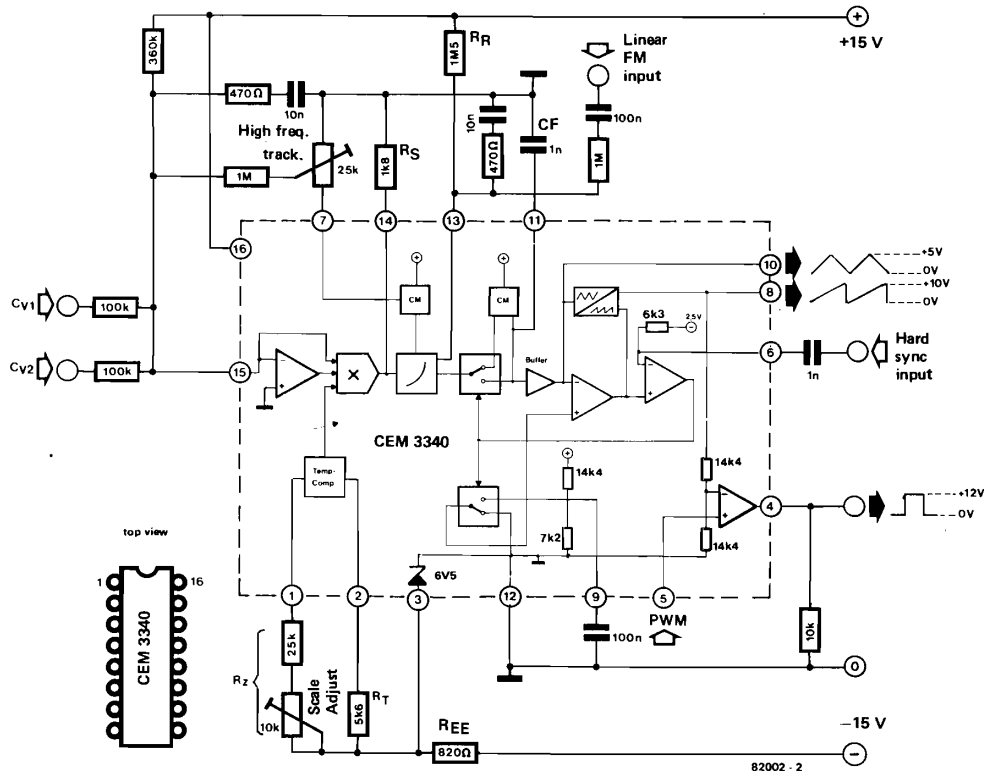 360k
RR
1M5
Linear
FM
input
+
+15 V
470Ω
10n
10n
CF
100n
High freq.
track.
RS
1n
1M
25k
1k8
470Ω
1M
7
14
13
11
16
+
+
10
+5V
0V
CM
CM
8
+10V
0V
CV1
100k
6k3
2,5V
−
6
Hard
sync
input
1n
Buffer
CV2
100k
15
−
+
X
−
+
−
+
CEM 3340
+
14k4
14k4
Temp-
Comp
−
+
4
+12V
0V
top view
7k2
14k4
6V5
1
16
1
2
3
12
9
5
PWM
CEM 3340
25k
100n
10k
RZ
Scale
Adjust
RT
0
10k
5k6
REE
−15 V
820Ω
−
82002 - 2